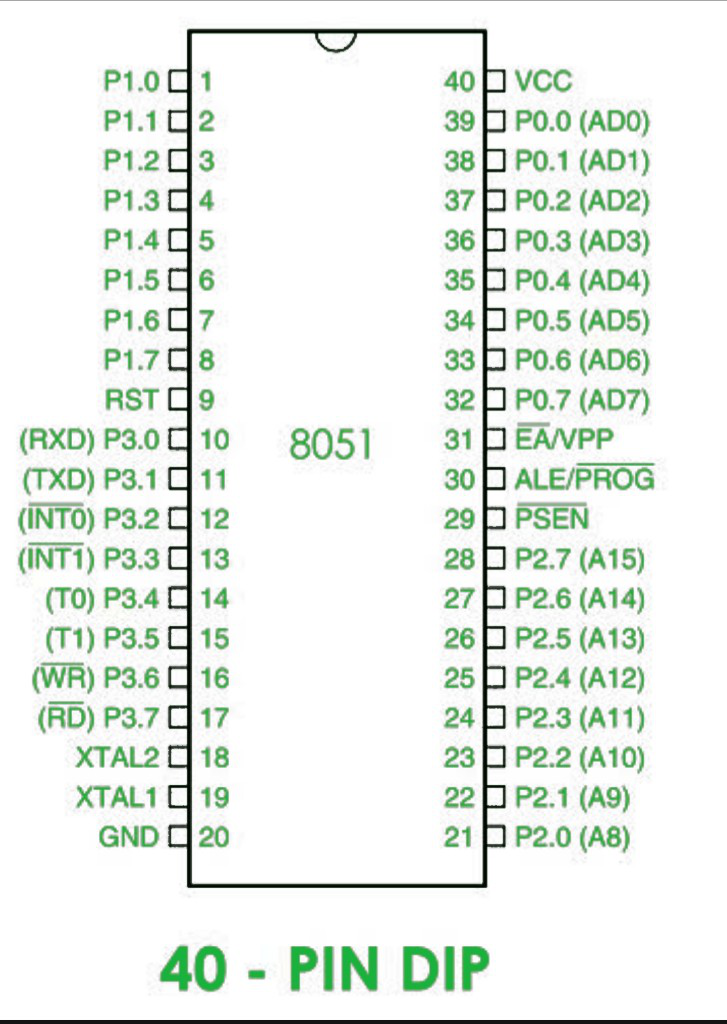 P1.0 1 40 VCC
P1.1 2 39 P0.0 (AD0)
P1.2 3 38 P0.1 (AD1)
P1.3 4 37 P0.2 (AD2)
P1.4 5 36 P0.3 (AD3)
P1.5 6 35 P0.4 (AD4)
P1.6 7 34 P0.5 (AD5)
P1.7 8 33 P0.6 (AD6)
RST 9 32 P0.7 (AD7)
(RXD) P3.0 10 8051 31 E̅A̅/VPP
(TXD) P3.1 11 30 ALE/P̅R̅O̅G̅
(I̅N̅T̅0̅) P3.2 12 29 P̅S̅E̅N̅
(I̅N̅T̅1̅) P3.3 13 28 P2.7 (A15)
(T0) P3.4 14 27 P2.6 (A14)
(T1) P3.5 15 26 P2.5 (A13)
(W̅R̅) P3.6 16 25 P2.4 (A12)
(R̅D̅) P3.7 17 24 P2.3 (A11)
XTAL2 18 23 P2.2 (A10)
XTAL1 19 22 P2.1 (A9)
GND 20 21 P2.0 (A8)
40 - PIN DIP